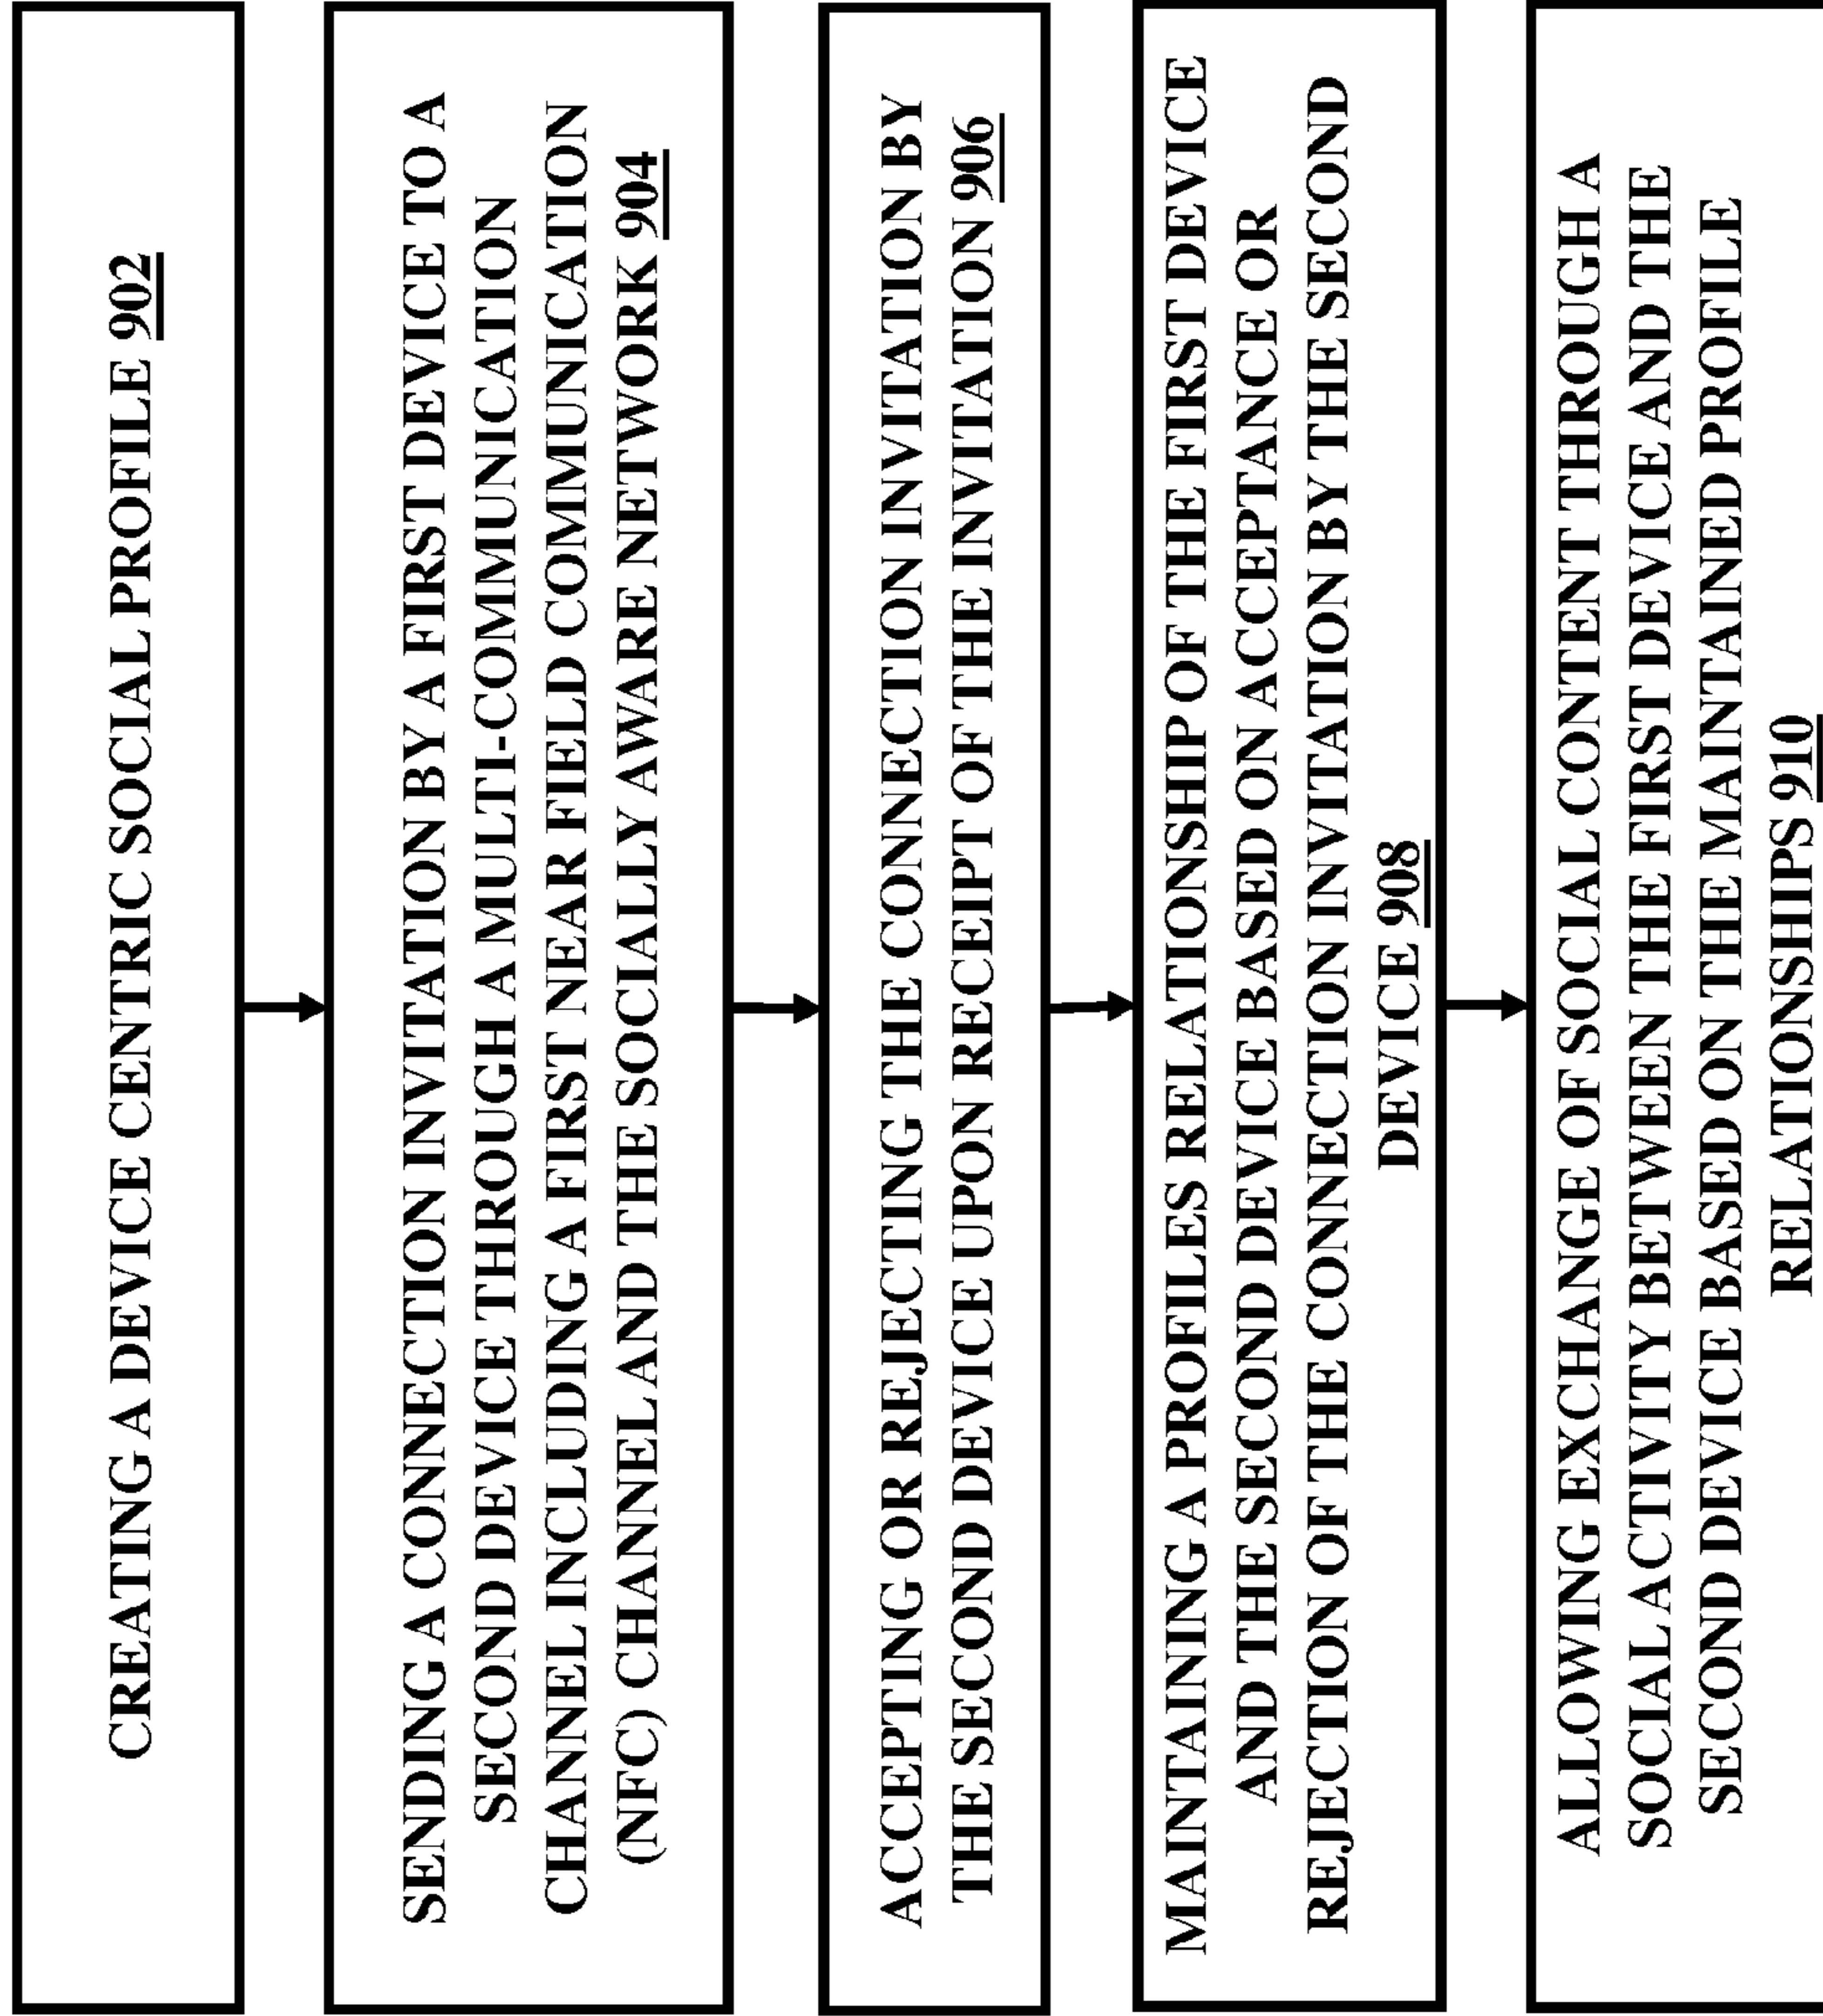 CREATING A DEVICE CENTRIC SOCIAL PROFILE 902
SENDING A CONNECTION INVITATION BY A FIRST DEVICE TO A
SECOND DEVICE THROUGH A MULTI-COMMUNICATION
CHANNEL INCLUDING A FIRST NEAR FIELD COMMUNICATION
(NFC) CHANNEL AND THE SOCIALLY AWARE NETWORK 904
ACCEPTING OR REJECTING THE CONNECTION INVITATION BY
THE SECOND DEVICE UPON RECEIPT OF THE INVITATION 906
MAINTAINING A PROFILES RELATIONSHIP OF THE FIRST DEVICE
AND THE SECOND DEVICE BASED ON ACCEPTANCE OR
REJECTION OF THE CONNECTION INVITATION BY THE SECOND
DEVICE 908
ALLOWING EXCHANGE OF SOCIAL CONTENT THROUGH A
SOCIAL ACTIVITY BETWEEN THE FIRST DEVICE AND THE
SECOND DEVICE BASED ON THE MAINTAINED PROFILE
RELATIONSHIPS 910